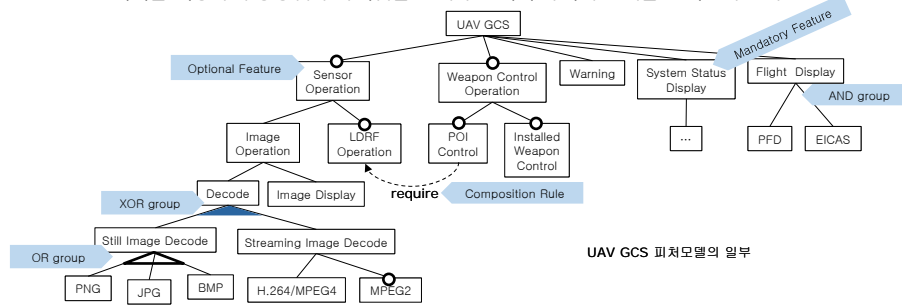 UAV GCS
Mandatory Feature
Optional Feature
Sensor
Operation
Weapon Control
Operation
Warning
System Status
Display
Flight Display
AND group
Image
Operation
LDRF
Operation
POI
Control
Installed
Weapon
Control
...
PFD
EICAS
Decode
Image Display
require
Composition Rule
XOR group
Still Image Decode
Streaming Image Decode
UAV GCS 피처모델의 일부
OR group
PNG
JPG
BMP
H.264/MPEG4
MPEG2